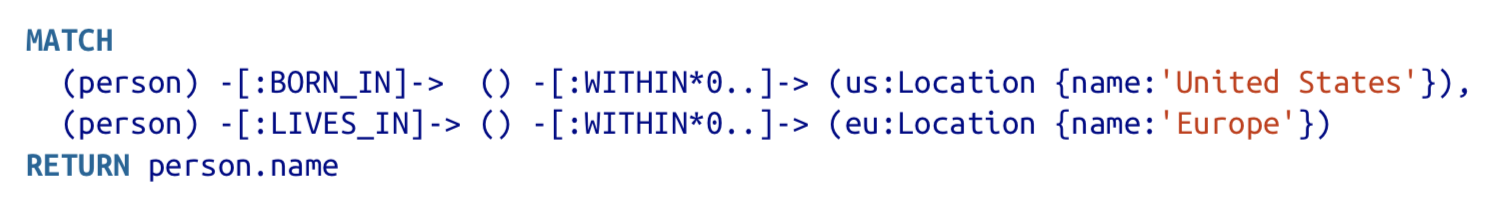 MATCH
  (person) -[:BORN_IN]->  () -[:WITHIN*0..]-> (us:Location {name:'United States'}),
  (person) -[:LIVES_IN]-> () -[:WITHIN*0..]-> (eu:Location {name:'Europe'})
RETURN person.name